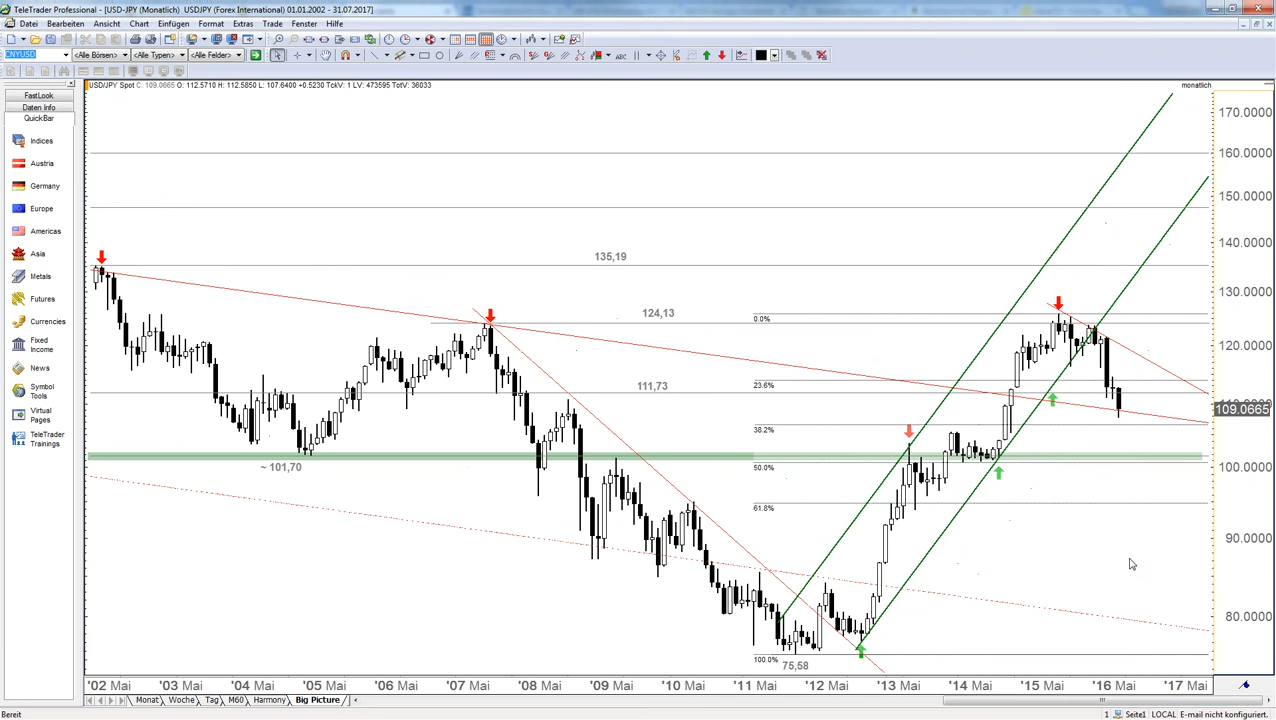 TeleTrader Professional - [USD-JPY (Monatlich) USDJPY (Forex International) 01.01.2002 - 31.07.2017]
Datei Bearbeiten Ansicht Chart Einfügen Format Extras Trade Fenster Hilfe
CNYUSD <Alle Börsen> <Alle Typen> <Alle Felder> ABC
USD/JPY Spot C: 109.0665 O: 112.5710 H: 112.5850 L: 107.6400 +0.5230 TckV: 1 LV: 473595 TotV: 36033 monatlich
FastLook
Daten Info
QuickBar
Indices
Austria
Germany
Europe
Americas
Asia
Metals
Futures
Currencies
Fixed
Income
News
Symbol
Tools
Virtual
Pages
TeleTrader
Trainings
170.0000
160.0000
150.0000
140.0000
135,19
130.0000
124,13
0.0%
120.0000
111,73
23.6%
109.0665
38.2%
~ 101,70
50.0%
100.0000
61.8%
90.0000
80.0000
100.0%
75,58
'02 Mai '03 Mai '04 Mai '05 Mai '06 Mai '07 Mai '08 Mai '09 Mai '10 Mai '11 Mai '12 Mai '13 Mai '14 Mai '15 Mai '16 Mai '17 Mai
Monat Woche Tag M60 Harmony Big Picture
Bereit 1 Seite1 LOCAL E-mail nicht konfiguriert.